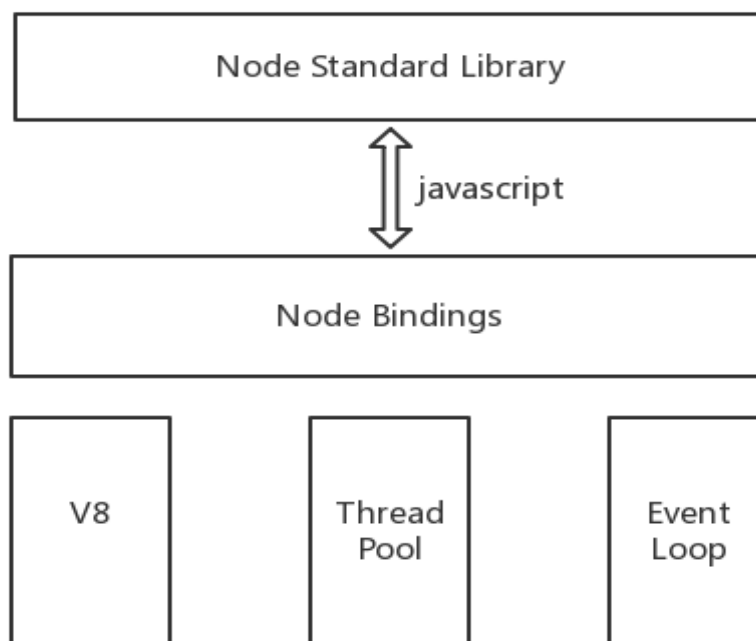 Node Standard Library
javascript
Node Bindings
V8
Thread
Pool
Event
Loop